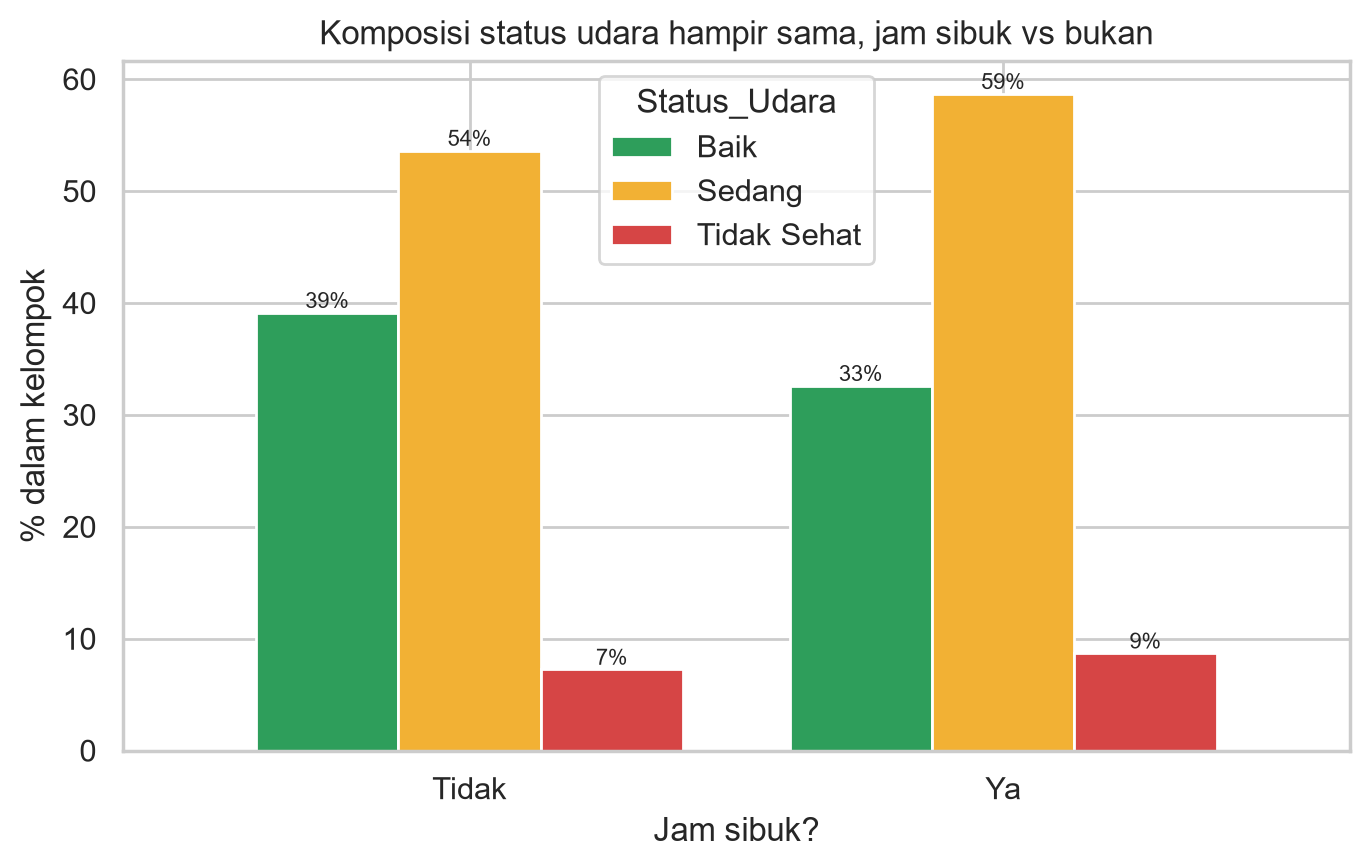 Komposisi status udara hampir sama, jam sibuk vs bukan
% dalam kelompok
60
50
40
30
20
10
0
Status_Udara
Baik
Sedang
Tidak Sehat
39%
54%
7%
33%
59%
9%
Tidak
Ya
Jam sibuk?